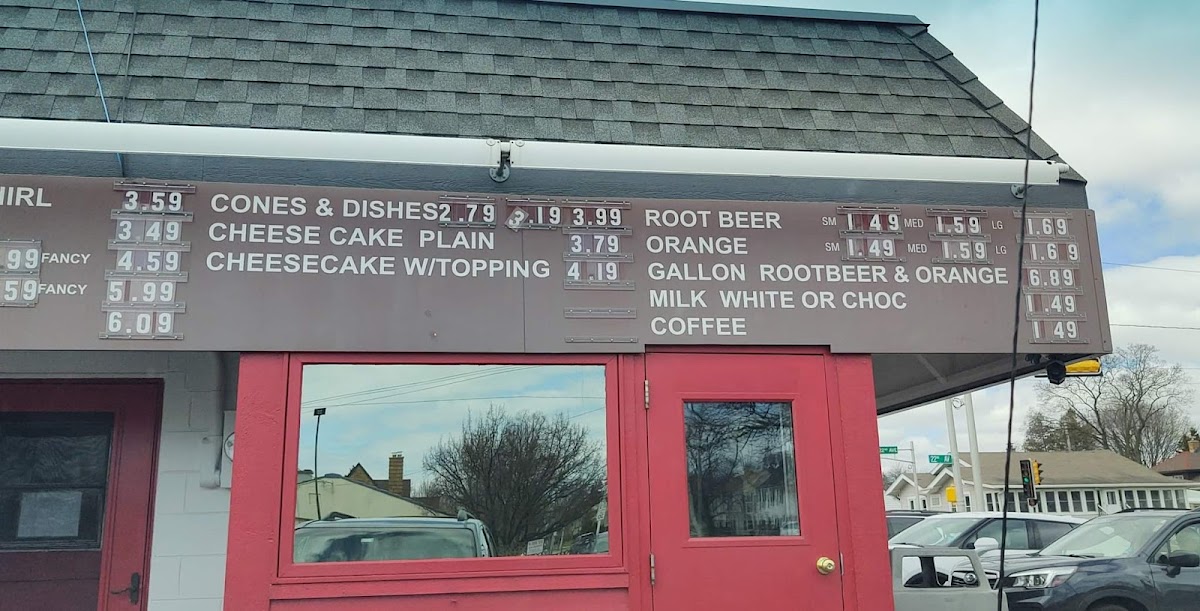 HIRL 3.59
3.49
.99 FANCY 4.59
59 FANCY 5.99
6.09
CONES & DISHES 2.79 3.19 3.99
CHEESE CAKE PLAIN 3.79
CHEESECAKE W/TOPPING 4.19
ROOT BEER SM 1.49 MED 1.59 LG 1.69
ORANGE SM 1.49 MED 1.59 LG 1.69
GALLON ROOTBEER & ORANGE 6.89
MILK WHITE OR CHOC 1.49
COFFEE 1.49
22ND AV